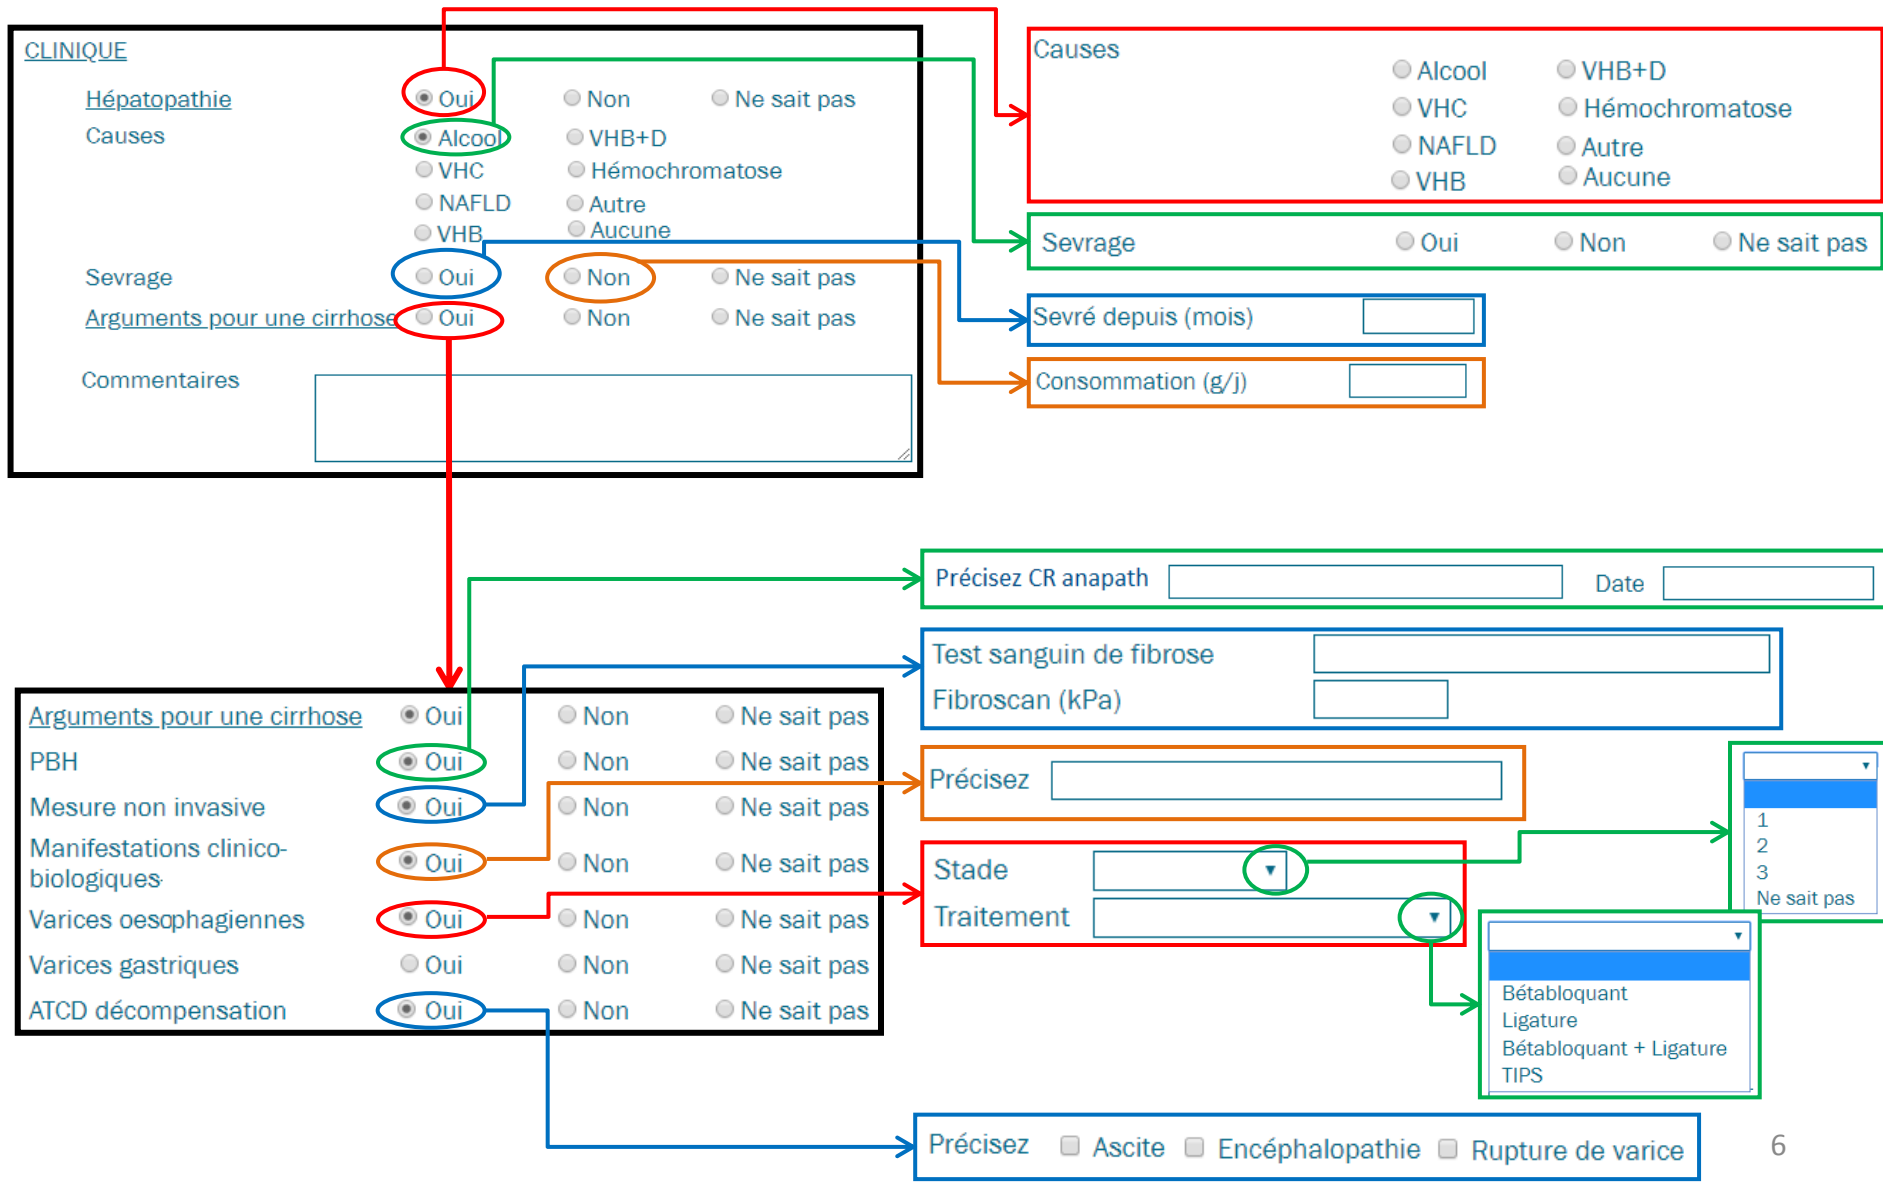 CLINIQUE
Hépatopathie Oui Non Ne sait pas
Causes Alcool VHB+D
VHC Hémochromatose
NAFLD Autre
VHB Aucune
Sevrage Oui Non Ne sait pas
Arguments pour une cirrhose Oui Non Ne sait pas
Commentaires
Causes
Alcool VHB+D
VHC Hémochromatose
NAFLD Autre
VHB Aucune
Sevrage Oui Non Ne sait pas
Sevré depuis (mois)
Consommation (g/j)
Arguments pour une cirrhose Oui Non Ne sait pas
PBH Oui Non Ne sait pas
Mesure non invasive Oui Non Ne sait pas
Manifestations clinico-
biologiques Oui Non Ne sait pas
Varices oesophagiennes Oui Non Ne sait pas
Varices gastriques Oui Non Ne sait pas
ATCD décompensation Oui Non Ne sait pas
Précisez CR anapath Date
Test sanguin de fibrose
Fibroscan (kPa)
Précisez
Stade
Traitement
1
2
3
Ne sait pas
Bétabloquant
Ligature
Bétabloquant + Ligature
TIPS
Précisez Ascite Encéphalopathie Rupture de varice
6